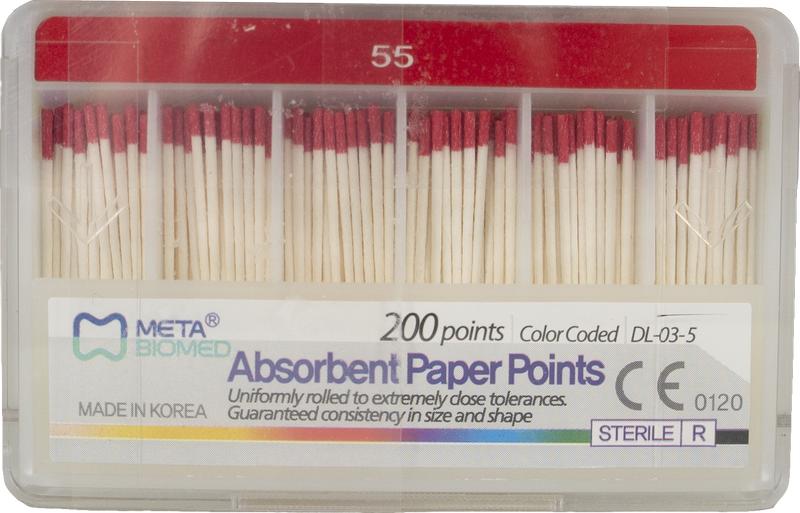 55
META®
BIOMED
200 points Color Coded DL-03-5
Absorbent Paper Points
Uniformly rolled to extremely close tolerances.
Guaranteed consistency in size and shape
MADE IN KOREA
CE 0120
STERILE R